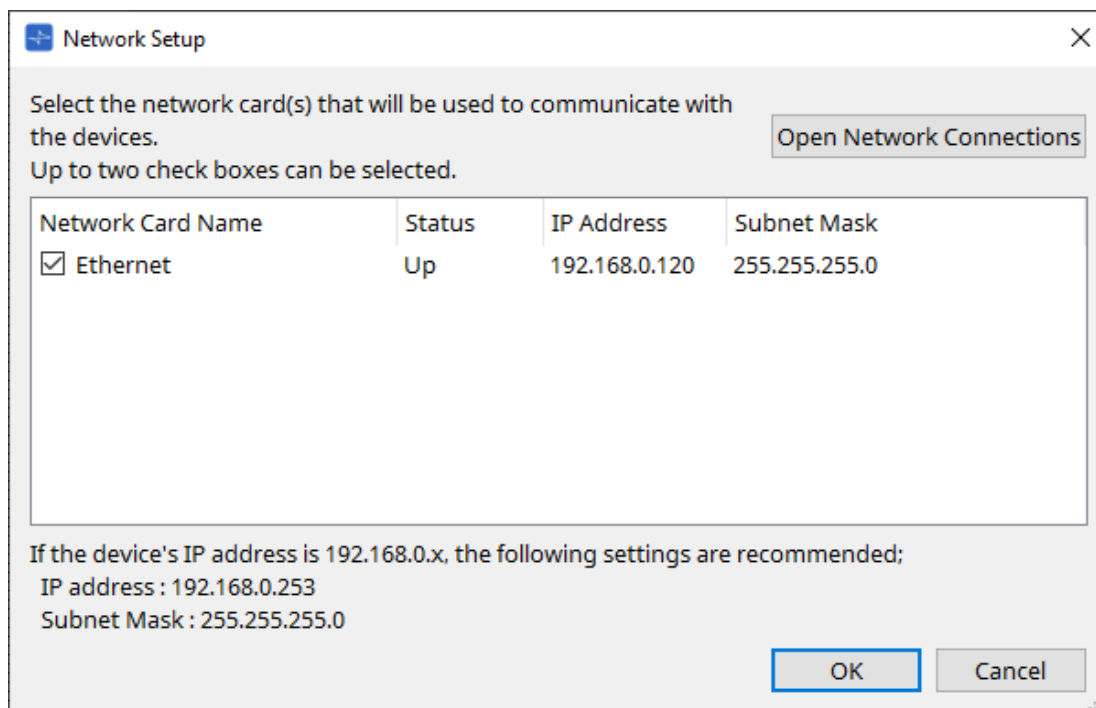 Network Setup
Select the network card(s) that will be used to communicate with
the devices.
Open Network Connections
Up to two check boxes can be selected.
Network Card Name Status IP Address Subnet Mask
Ethernet Up 192.168.0.120 255.255.255.0
If the device's IP address is 192.168.0.x, the following settings are recommended;
IP address : 192.168.0.253
Subnet Mask : 255.255.255.0
OK Cancel